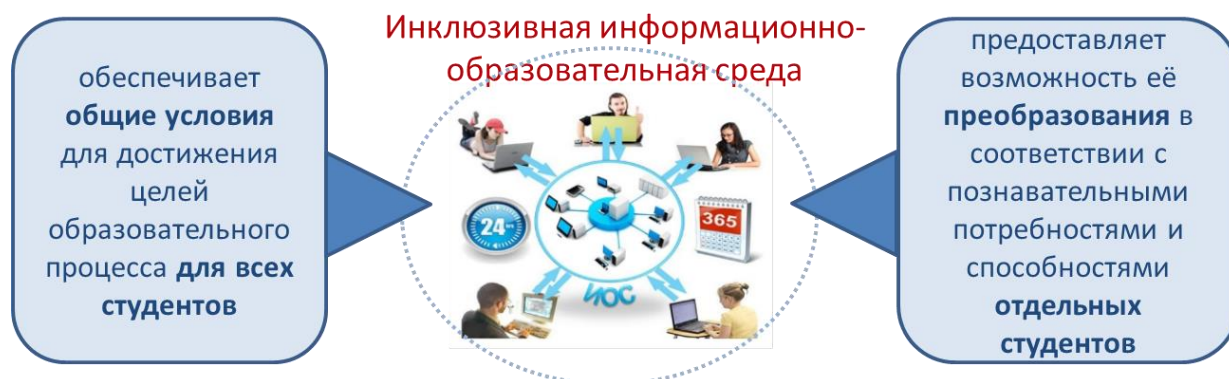 Инклюзивная информационно-
образовательная среда
обеспечивает
общие условия
для достижения
целей
образовательного
процесса для всех
студентов
24
365
ИОС
предоставляет
возможность её
преобразования в
соответствии с
познавательными
потребностями и
способностями
отдельных
студентов